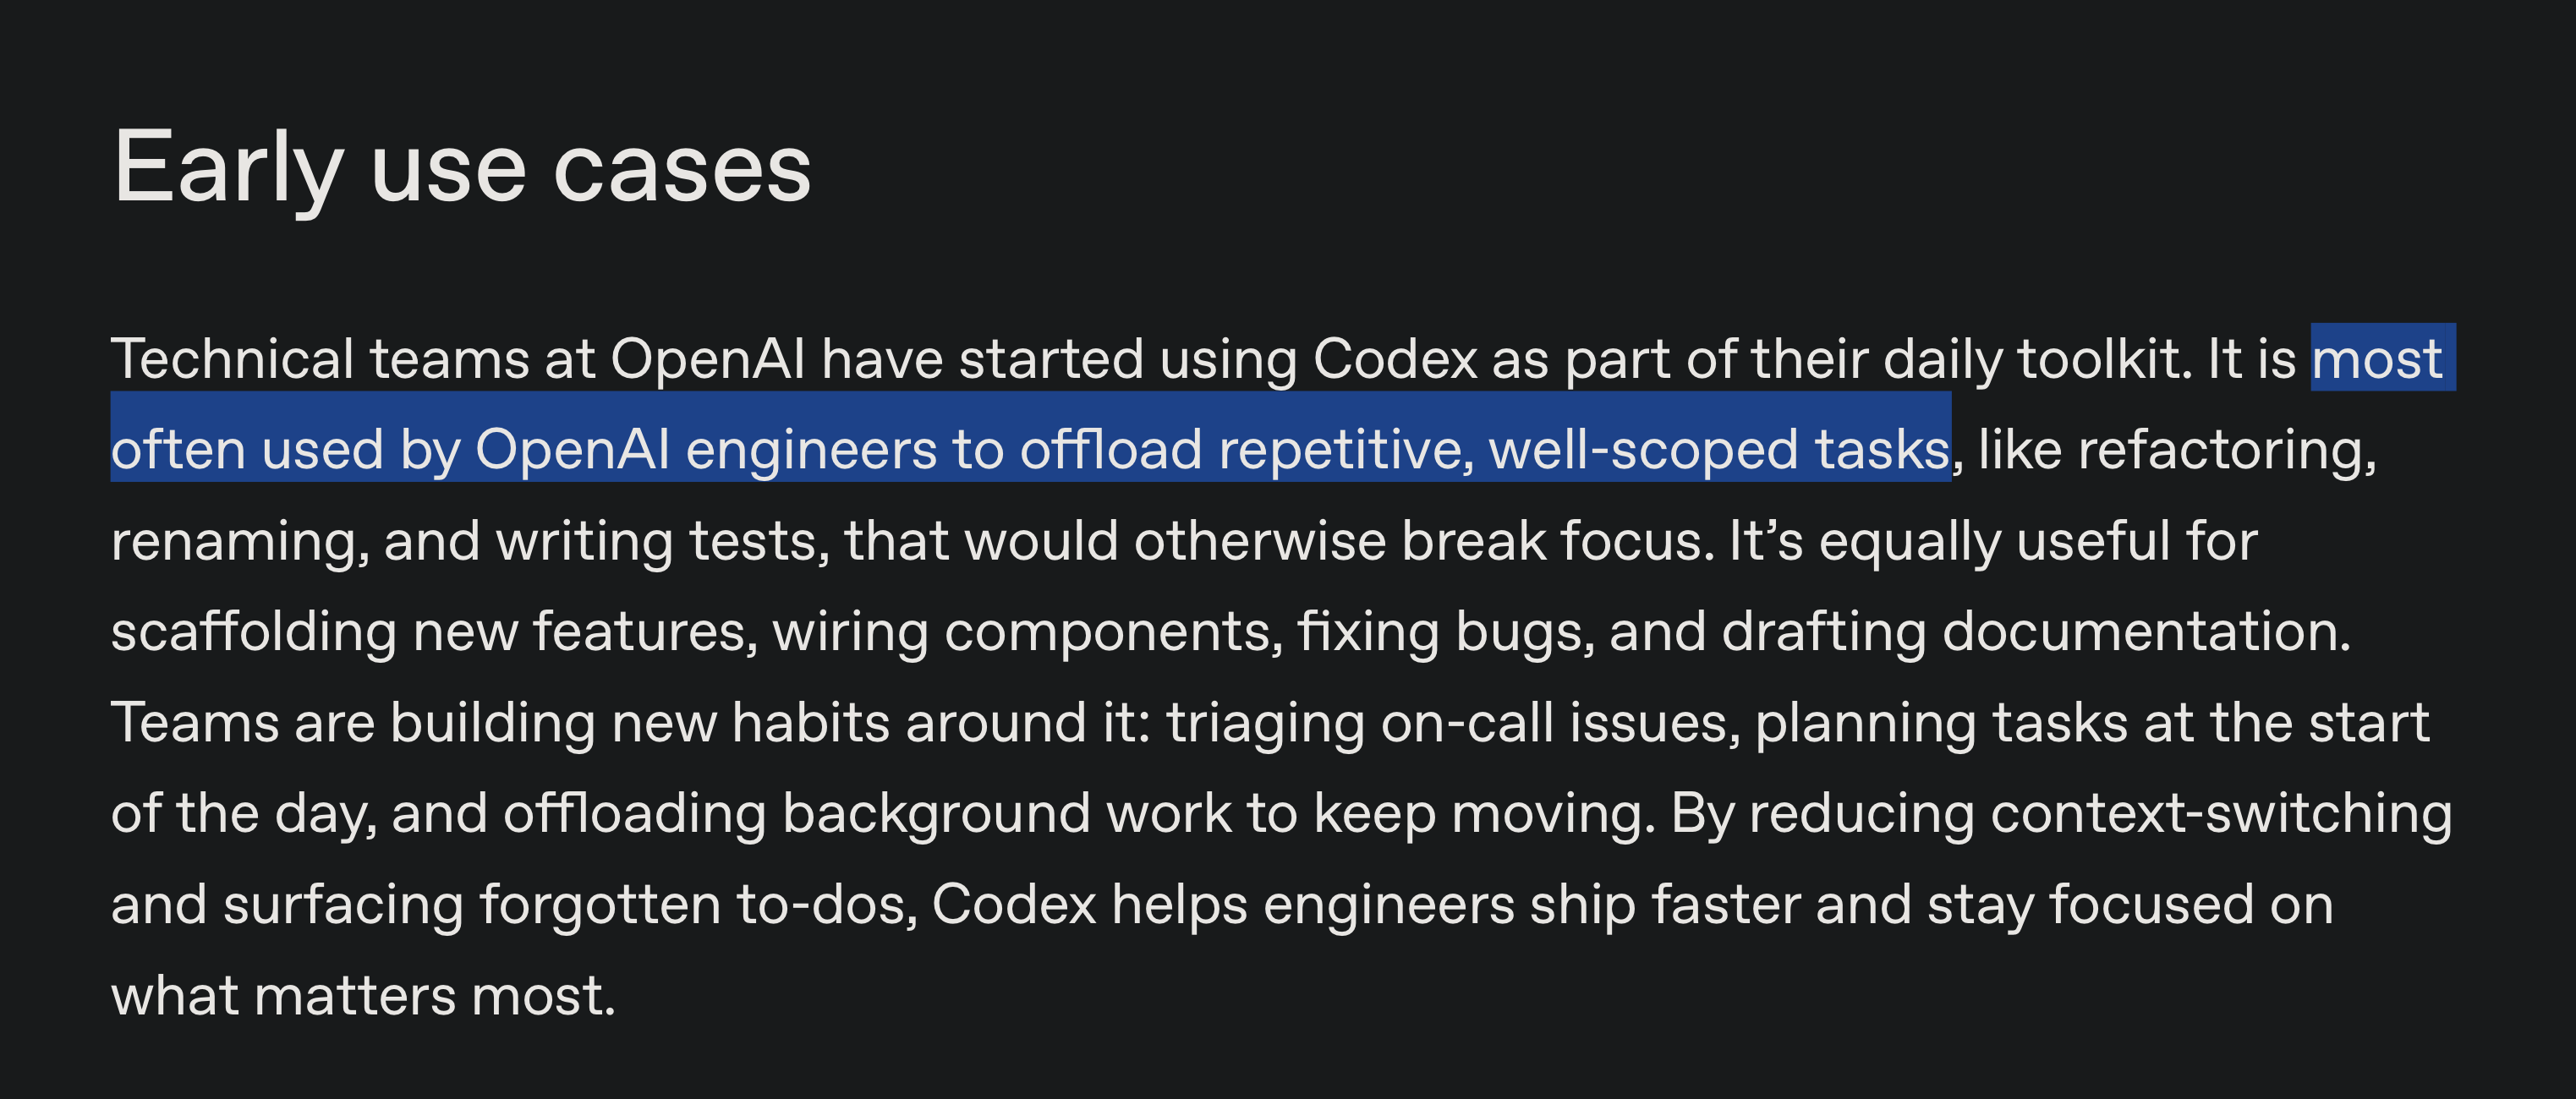 Early use cases
Technical teams at OpenAI have started using Codex as part of their daily toolkit. It is most
often used by OpenAI engineers to offload repetitive, well-scoped tasks, like refactoring,
renaming, and writing tests, that would otherwise break focus. It’s equally useful for
scaffolding new features, wiring components, fixing bugs, and drafting documentation.
Teams are building new habits around it: triaging on-call issues, planning tasks at the start
of the day, and offloading background work to keep moving. By reducing context-switching
and surfacing forgotten to-dos, Codex helps engineers ship faster and stay focused on
what matters most.